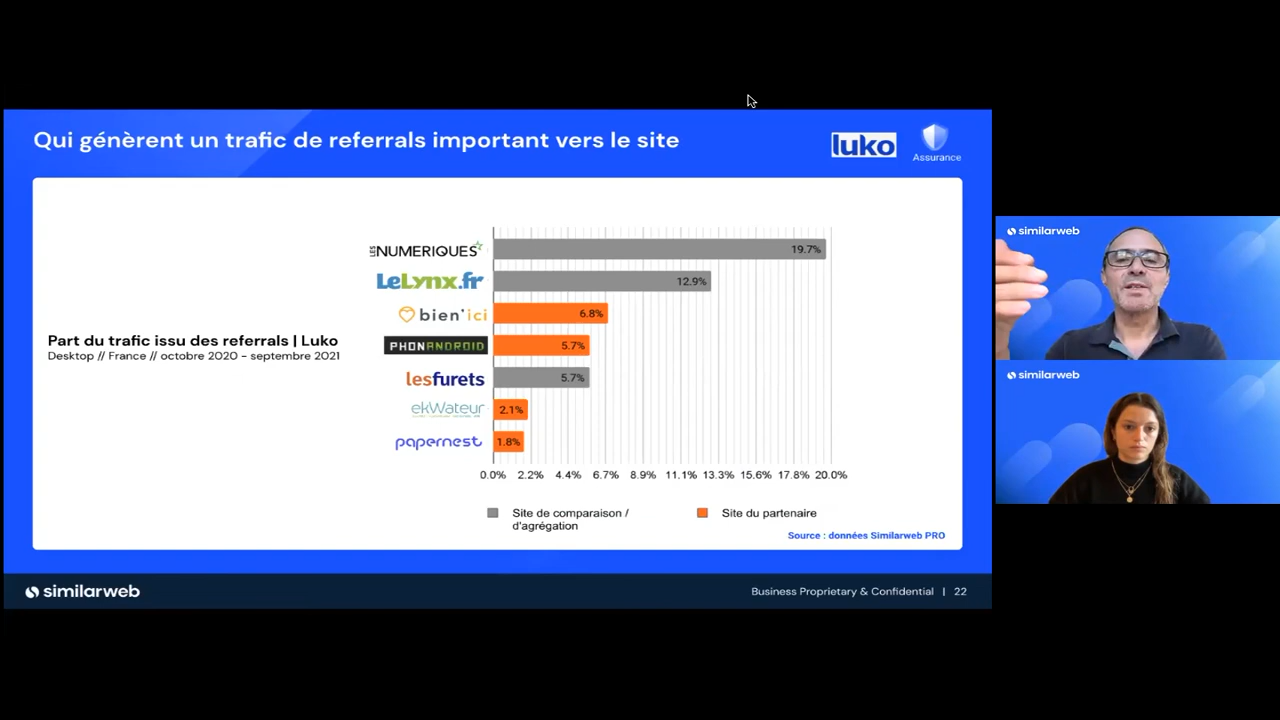 Qui génèrent un trafic de referrals important vers le site
luko
Assurance
Part du trafic issu des referrals | Luko
Desktop // France // octobre 2020 - septembre 2021
LES NUMERIQUES 19.7%
LeLynx.fr 12.9%
bien'ici 6.8%
PHONANDROID 5.7%
lesfurets 5.7%
ekWateur 2.1%
papernest 1.8%
0.0% 2.2% 4.4% 6.7% 8.9% 11.1% 13.3% 15.6% 17.8% 20.0%
Site de comparaison /
d'agrégation
Site du partenaire
Source : données Similarweb PRO
similarweb
Business Proprietary & Confidential | 22
similarweb
similarweb